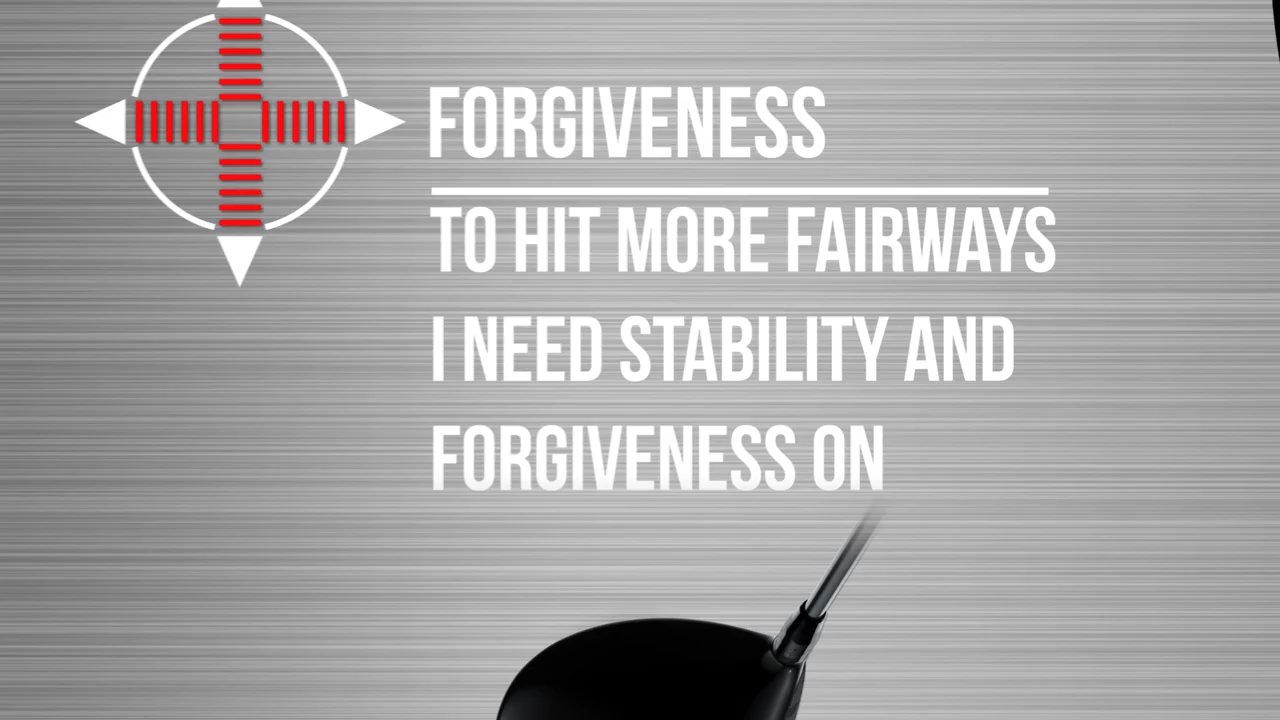 FORGIVENESS
TO HIT MORE FAIRWAYS
I NEED STABILITY AND
FORGIVENESS ON